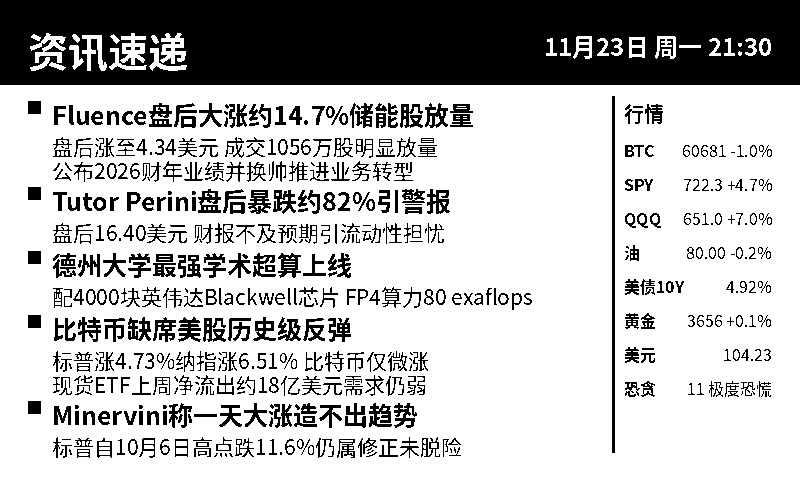 资讯速递
11月23日 周一 21:30
Fluence盘后大涨约14.7%储能股放量
盘后涨至4.34美元 成交1056万股明显放量
公布2026财年业绩并换帅推进业务转型
Tutor Perini盘后暴跌约82%引警报
盘后16.40美元 财报不及预期引流动性担忧
德州大学最强学术超算上线
配4000块英伟达Blackwell芯片 FP4算力80 exaflops
比特币缺席美股历史级反弹
标普涨4.73%纳指涨6.51% 比特币仅微涨
现货ETF上周净流出约18亿美元需求仍弱
Minervini称一天大涨造不出趋势
标普自10月6日高点跌11.6%仍属修正未脱险
行情
BTC 60681 -1.0%
SPY 722.3 +4.7%
QQQ 651.0 +7.0%
油 80.00 -0.2%
美债10Y 4.92%
黄金 3656 +0.1%
美元 104.23
恐贪 11 极度恐慌